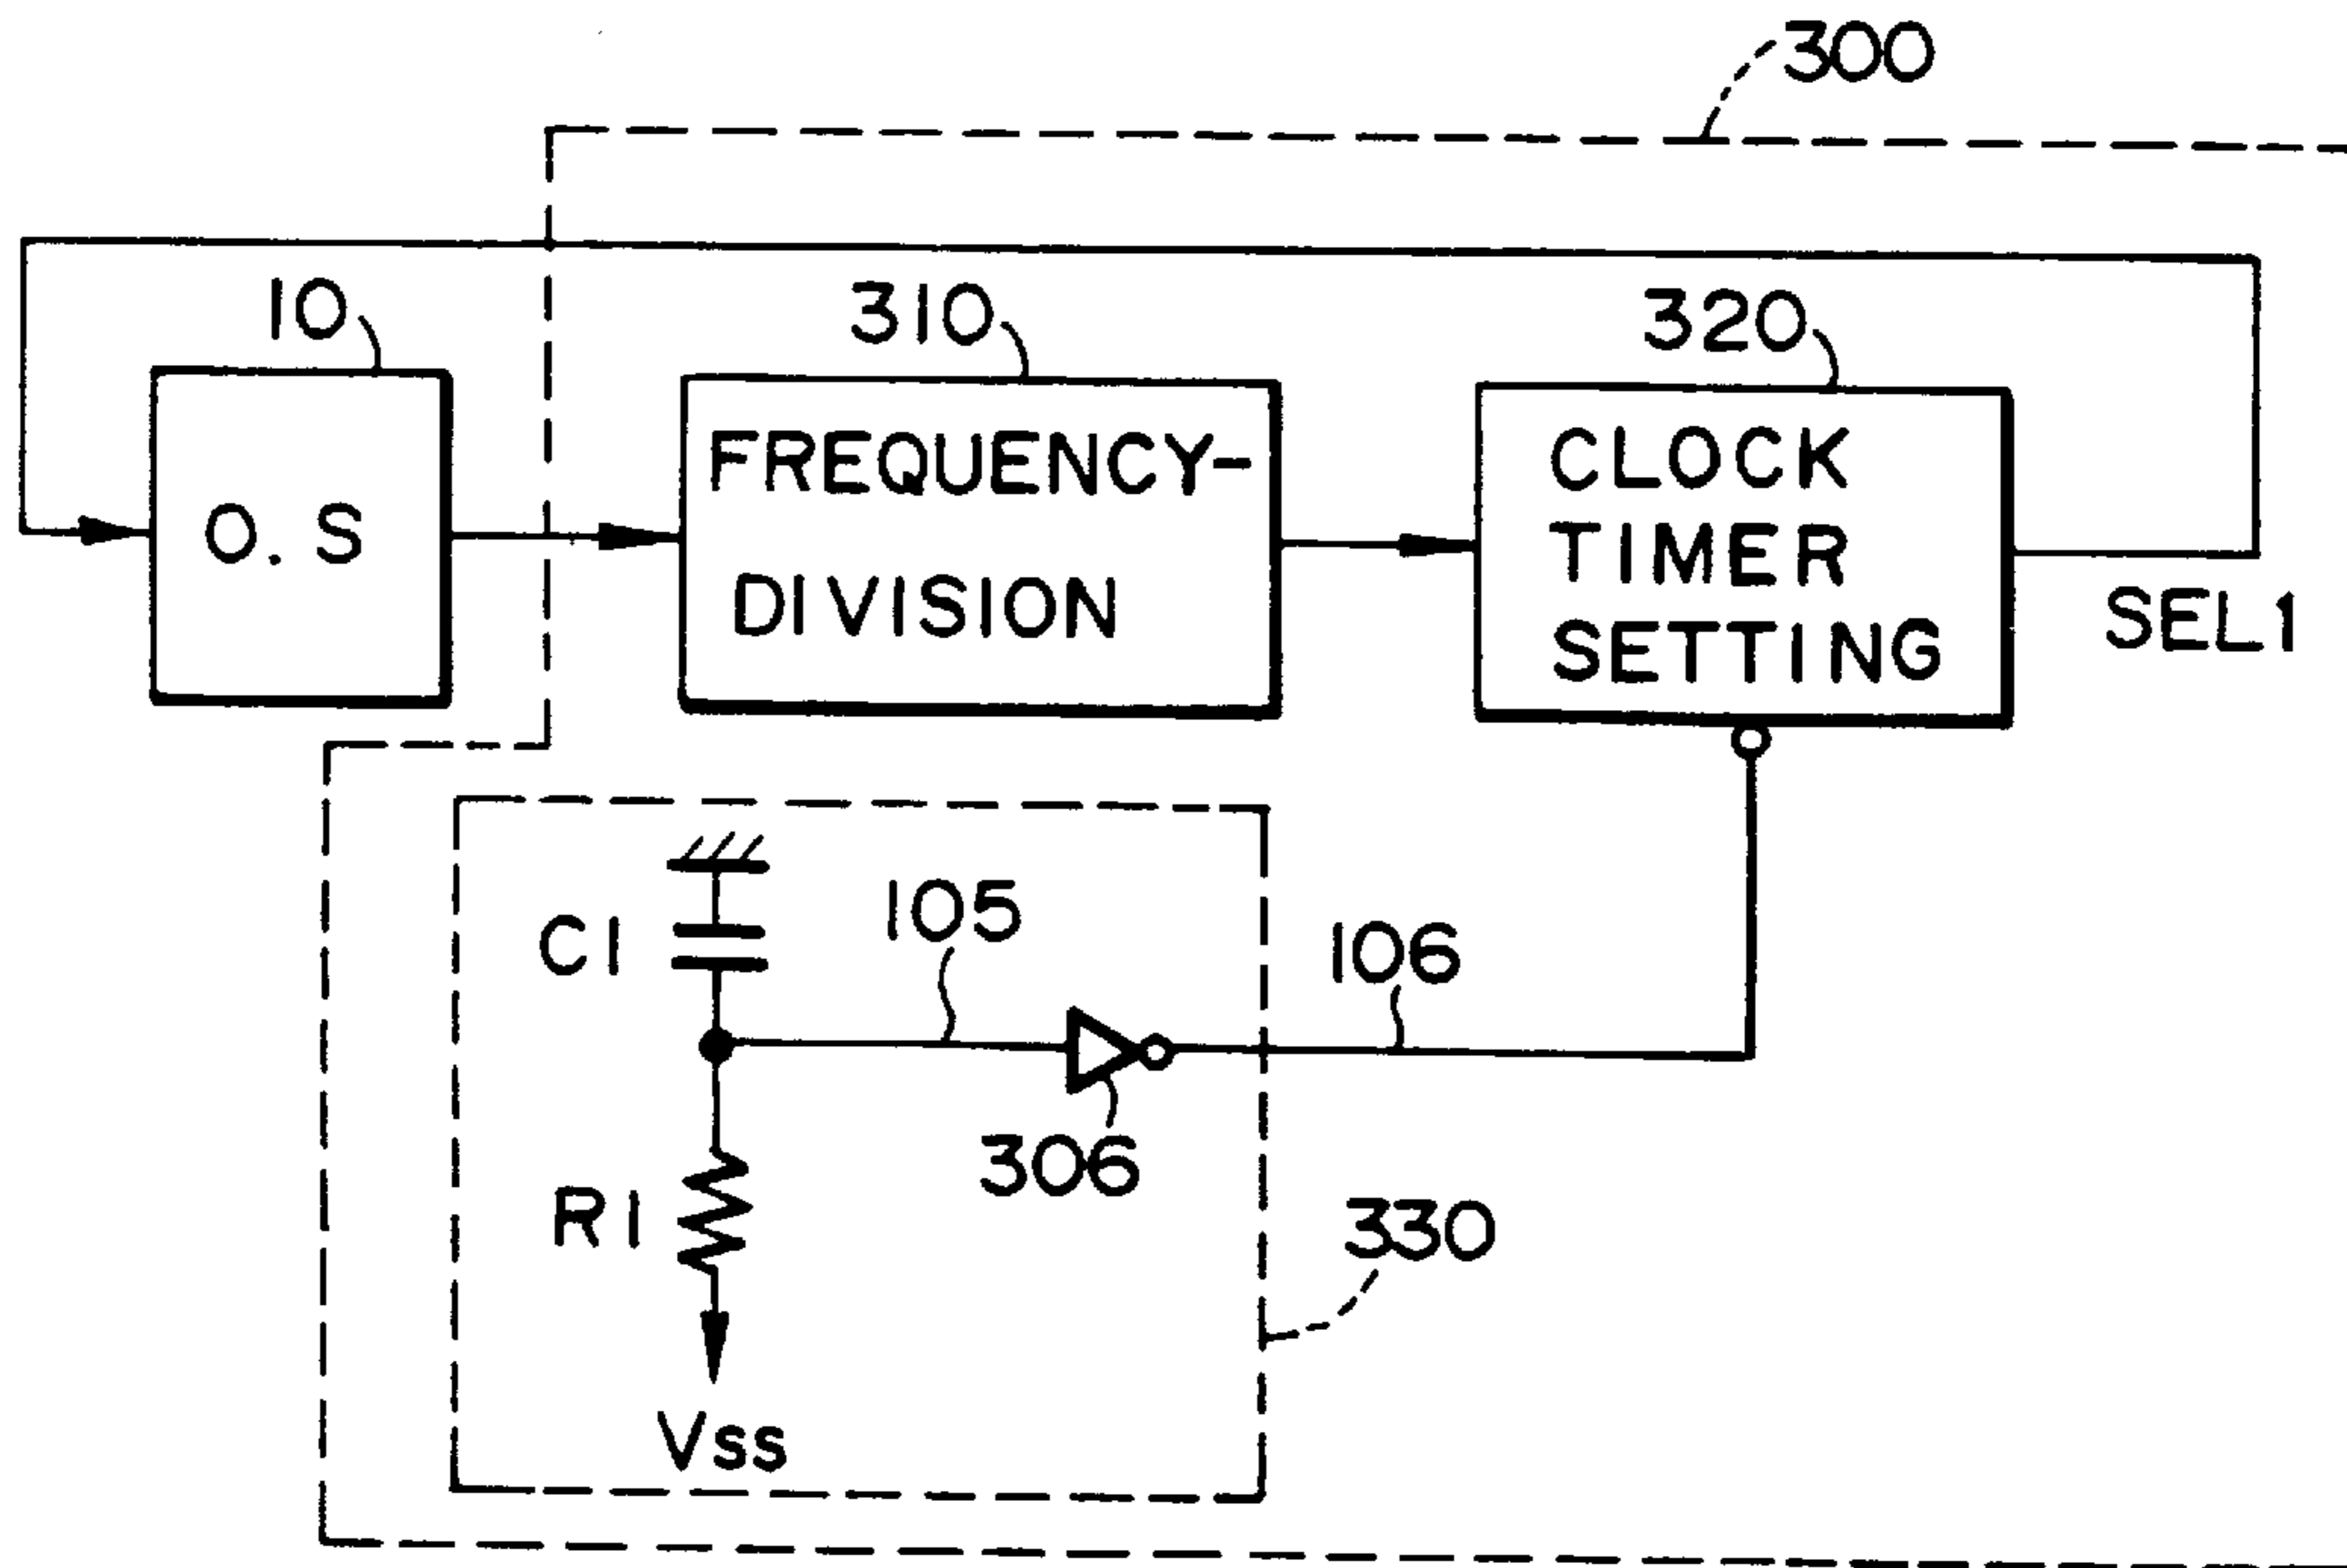 300
10
310
320
O. S
FREQUENCY-
DIVISION
CLOCK
TIMER
SETTING
SEL1
C1
105
106
306
R1
330
Vss